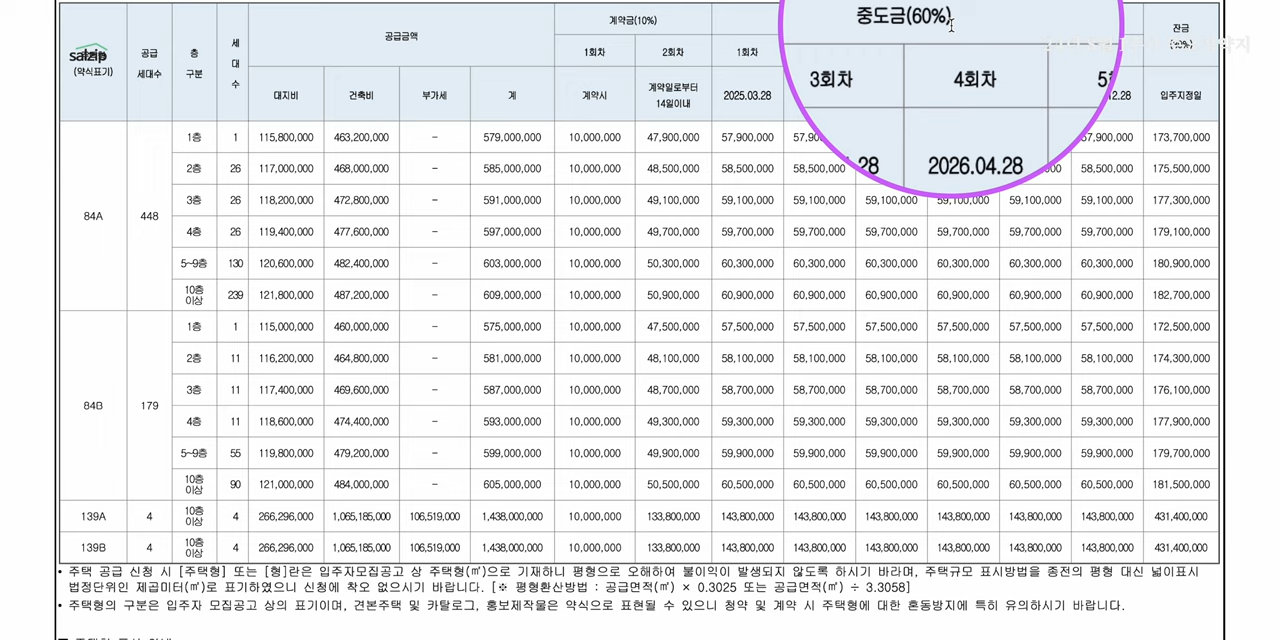 salzip
(약식표기)
공급
세대수
층
구분
세
대
수
공급금액
대지비
건축비
부가세
계
계약금(10%)
1회차
2회차
계약시
계약일로부터
14일이내
1회차
2025.03.28
중도금(60%)
3회차
4회차
2026.04.28
잔금
입주지정일
84A 448
1층 1 115,800,000 463,200,000 – 579,000,000 10,000,000 47,900,000 57,900,000 57,900,000 173,700,000
2층 26 117,000,000 468,000,000 – 585,000,000 10,000,000 48,500,000 58,500,000 58,500,000 58,500,000 175,500,000
3층 26 118,200,000 472,800,000 – 591,000,000 10,000,000 49,100,000 59,100,000 59,100,000 59,100,000 59,100,000 59,100,000 59,100,000 177,300,000
4층 26 119,400,000 477,600,000 – 597,000,000 10,000,000 49,700,000 59,700,000 59,700,000 59,700,000 59,700,000 59,700,000 59,700,000 179,100,000
5~9층 130 120,600,000 482,400,000 – 603,000,000 10,000,000 50,300,000 60,300,000 60,300,000 60,300,000 60,300,000 60,300,000 60,300,000 180,900,000
10층 이상 239 121,800,000 487,200,000 – 609,000,000 10,000,000 50,900,000 60,900,000 60,900,000 60,900,000 60,900,000 60,900,000 60,900,000 182,700,000
84B 179
1층 1 115,000,000 460,000,000 – 575,000,000 10,000,000 47,500,000 57,500,000 57,500,000 57,500,000 57,500,000 57,500,000 57,500,000 172,500,000
2층 11 116,200,000 464,800,000 – 581,000,000 10,000,000 48,100,000 58,100,000 58,100,000 58,100,000 58,100,000 58,100,000 58,100,000 174,300,000
3층 11 117,400,000 469,600,000 – 587,000,000 10,000,000 48,700,000 58,700,000 58,700,000 58,700,000 58,700,000 58,700,000 58,700,000 176,100,000
4층 11 118,600,000 474,400,000 – 593,000,000 10,000,000 49,300,000 59,300,000 59,300,000 59,300,000 59,300,000 59,300,000 59,300,000 177,900,000
5~9층 55 119,800,000 479,200,000 – 599,000,000 10,000,000 49,900,000 59,900,000 59,900,000 59,900,000 59,900,000 59,900,000 59,900,000 179,700,000
10층 이상 90 121,000,000 484,000,000 – 605,000,000 10,000,000 50,500,000 60,500,000 60,500,000 60,500,000 60,500,000 60,500,000 60,500,000 181,500,000
139A 4 10층 이상 4 266,296,000 1,065,185,000 106,519,000 1,438,000,000 10,000,000 133,800,000 143,800,000 143,800,000 143,800,000 143,800,000 143,800,000 143,800,000 431,400,000
139B 4 10층 이상 4 266,296,000 1,065,185,000 106,519,000 1,438,000,000 10,000,000 133,800,000 143,800,000 143,800,000 143,800,000 143,800,000 143,800,000 143,800,000 431,400,000
• 주택 공급 신청 시 [주택형] 또는 [형]란은 입주자모집공고 상 주택형(㎡)으로 기재하니 평형으로 오해하여 불이익이 발생되지 않도록 하시기 바라며, 주택규모 표시방법을 종전의 평형 대신 넓이표시
법정단위인 제곱미터(㎡)로 표기하였으니 신청에 착오 없으시기 바랍니다. [※ 평형환산방법 : 공급면적(㎡) × 0.3025 또는 공급면적(㎡) ÷ 3.3058]
• 주택형의 구분은 입주자 모집공고 상의 표기이며, 견본주택 및 카탈로그, 홍보제작물은 약식으로 표현될 수 있으니 청약 및 계약 시 주택형에 대한 혼동방지에 특히 유의하시기 바랍니다.